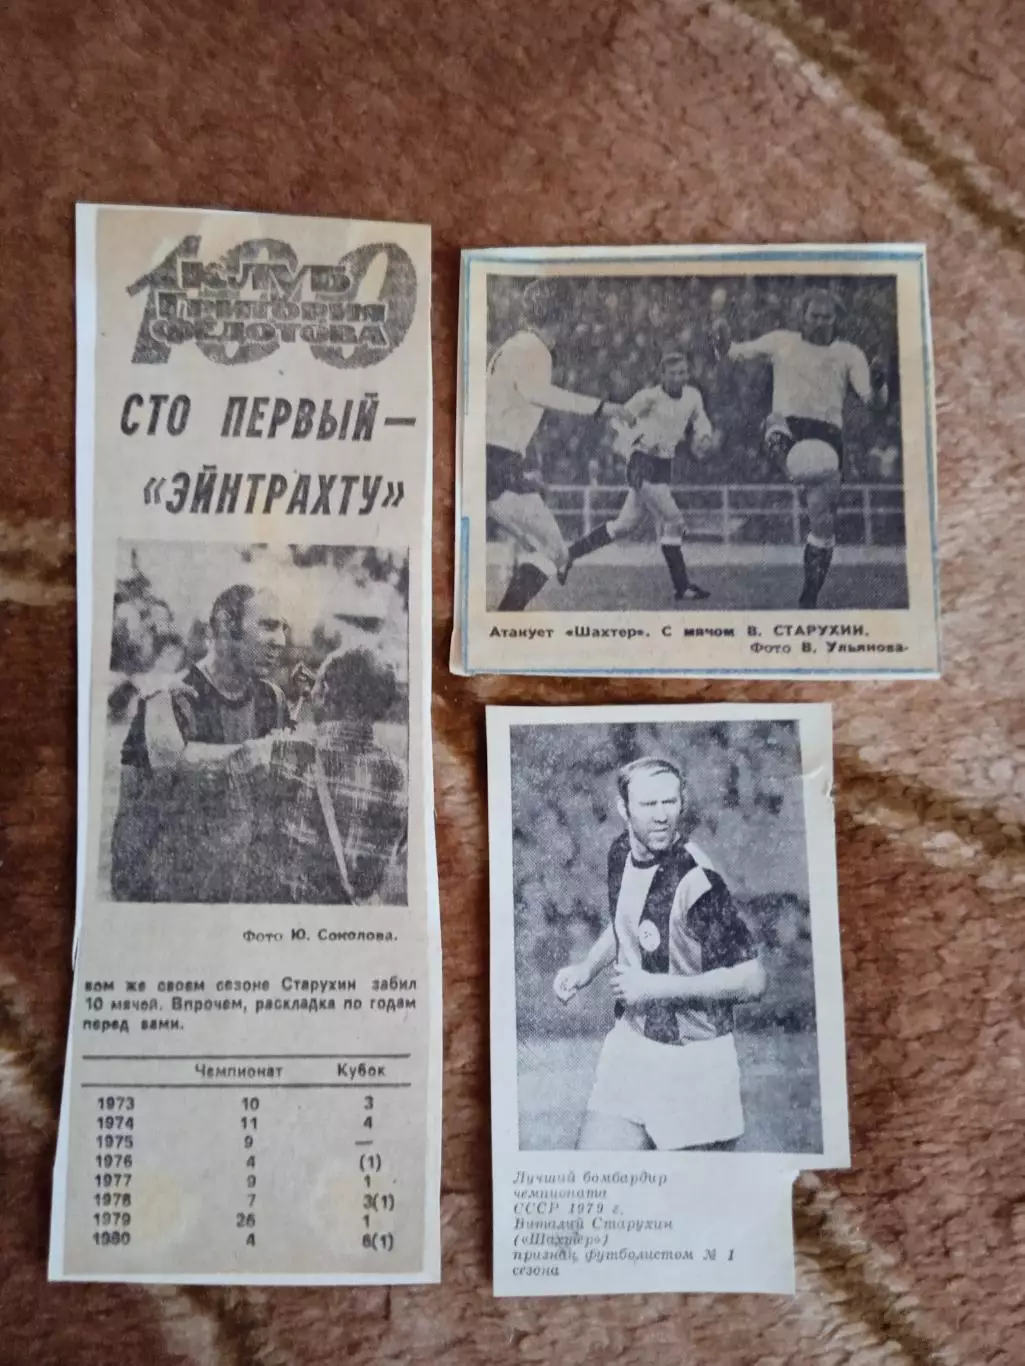 100
КЛУБ
ГРИГОРИЯ
ФЕДОТОВА
СТО ПЕРВЫЙ —
«ЭЙНТРАХТУ»
Фото Ю. Соколова.
вом же своем сезоне Старухин забил
10 мячей. Впрочем, раскладка по годам
перед вами.
Чемпионат Кубок
1973 10 3
1974 11 4
1975 9 —
1976 4 (1)
1977 9 1
1978 7 3(1)
1979 26 1
1980 4 6(1)
Атакует «Шахтер». С мячом В. СТАРУХИН.
Фото В. Ульянова.
Лучший бомбардир
чемпионата
СССР 1979 г.
Виталий Старухин
(«Шахтер»)
признан футболистом № 1
сезона